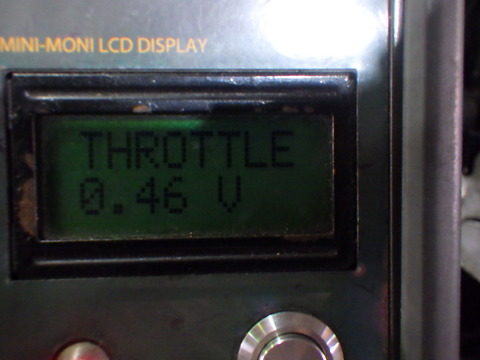 MINI-MONI LCD DISPLAY
THROTTLE
0.46 V